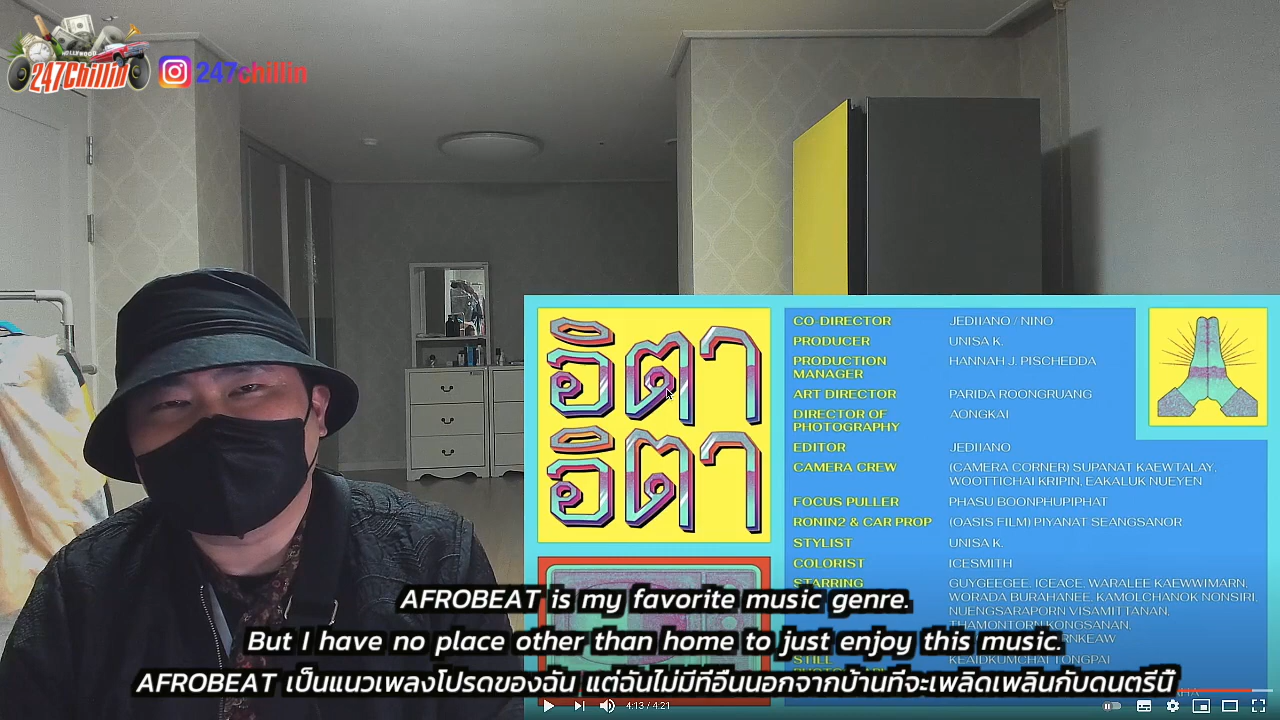 HOLLYWOOD
247Chillin
247chillin
อิตา
อิตา
CO-DIRECTOR JEDIIANO / NINO
PRODUCER UNISA K.
PRODUCTION HANNAH J. PISCHEDDA
MANAGER
ART DIRECTOR PARIDA ROONGRUANG
DIRECTOR OF AONGKAI
PHOTOGRAPHY
EDITOR JEDIIANO
CAMERA CREW (CAMERA CORNER) SUPANAT KAEWTALAY,
WOOTTICHAI KRIPIN, EAKALUK NUEYEN
FOCUS PULLER PHASU BOONPHUPIPHAT
RONIN2 & CAR PROP (OASIS FILM) PIYANAT SEANGSANOR
STYLIST UNISA K.
COLORIST ICESMITH
STARRING GUYGEEGEE, ICEACE, WARALEE KAEWWIMARN,
WORADA BURAHANEE, KAMOLCHANOK NONSIRI,
NUENGSARAPORN VISAMITTANAN,
THAMONTORN KONGSANAN,
STILL KEAIDKUMCHAI TONGPAI
AFROBEAT is my favorite music genre.
But I have no place other than home to just enjoy this music.
AFROBEAT เป็นแนวเพลงโปรดของฉัน แต่ฉันไม่มีที่อื่นนอกจากบ้านที่จะเพลิดเพลินกับดนตรีนี้
4:13 / 4:21